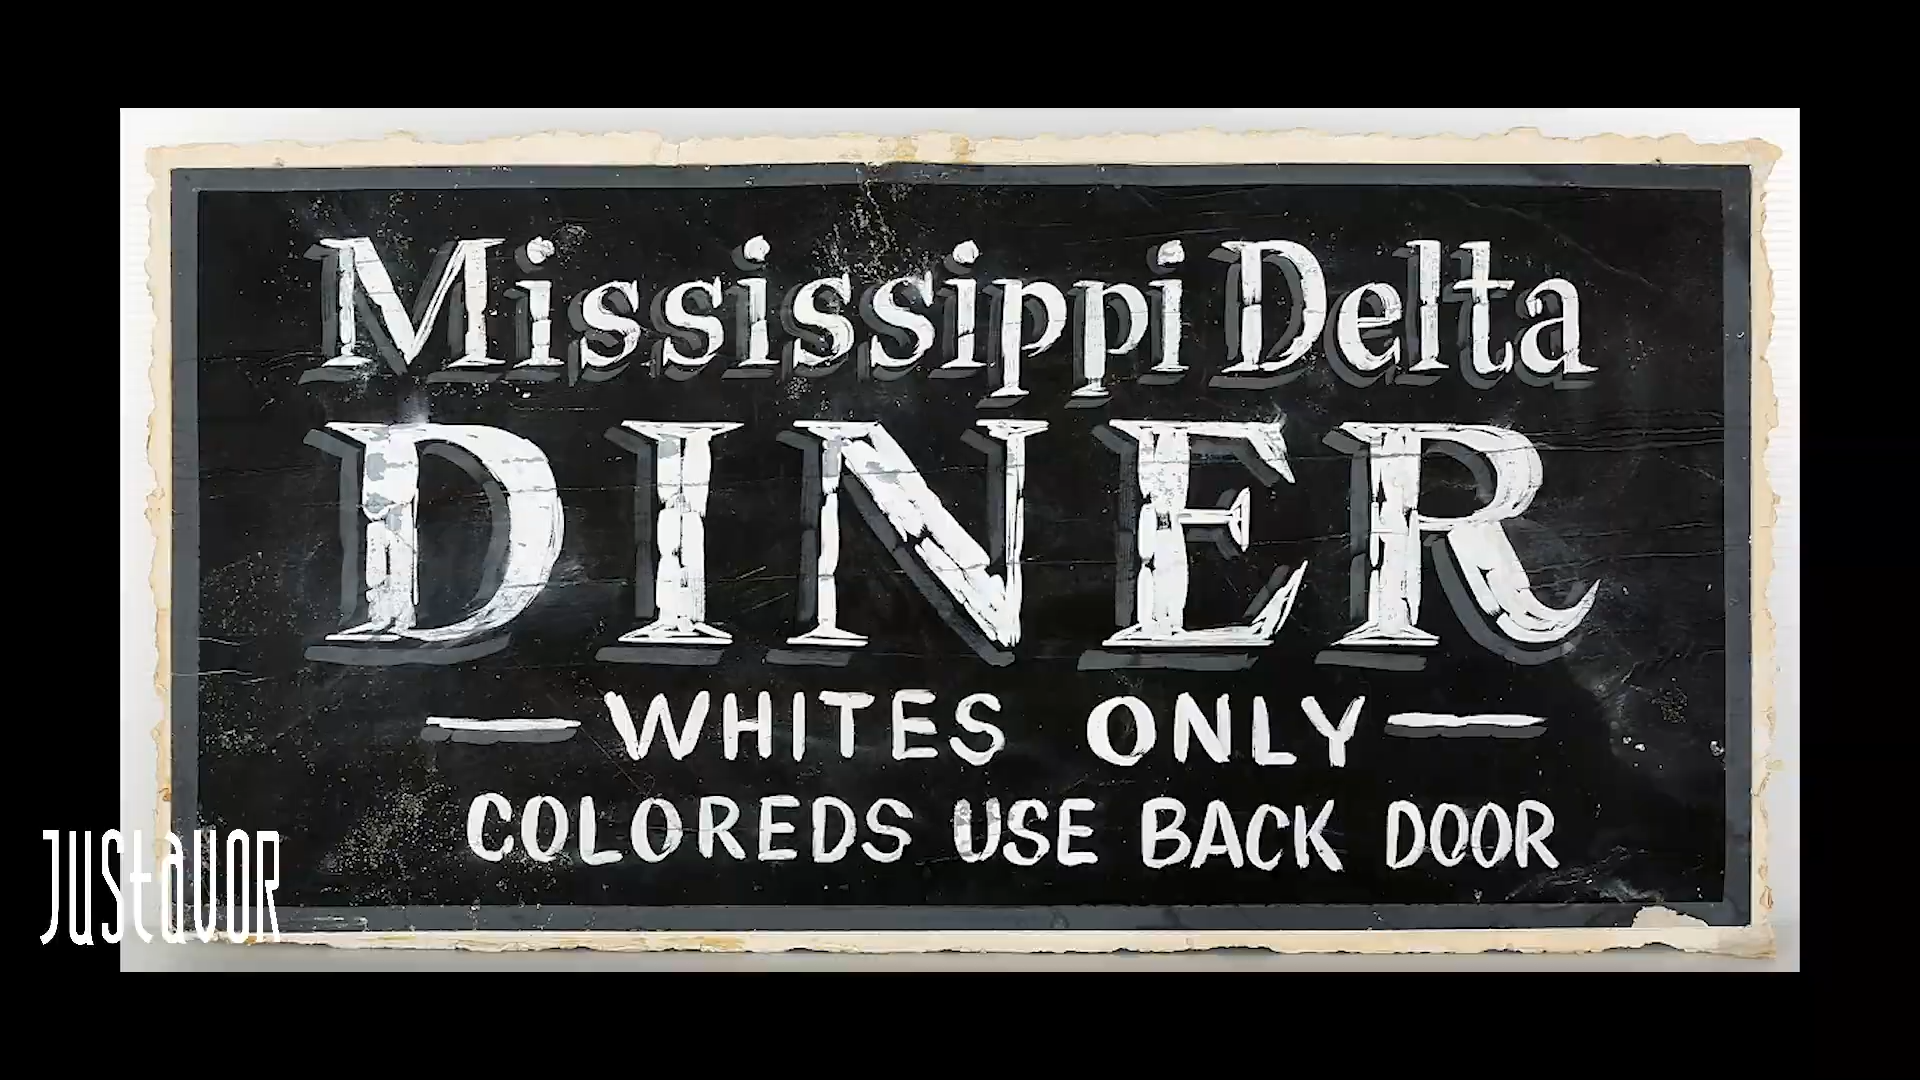 Mississippi Delta
DINER
— WHITES ONLY —
COLOREDS USE BACK DOOR
JUStavOR